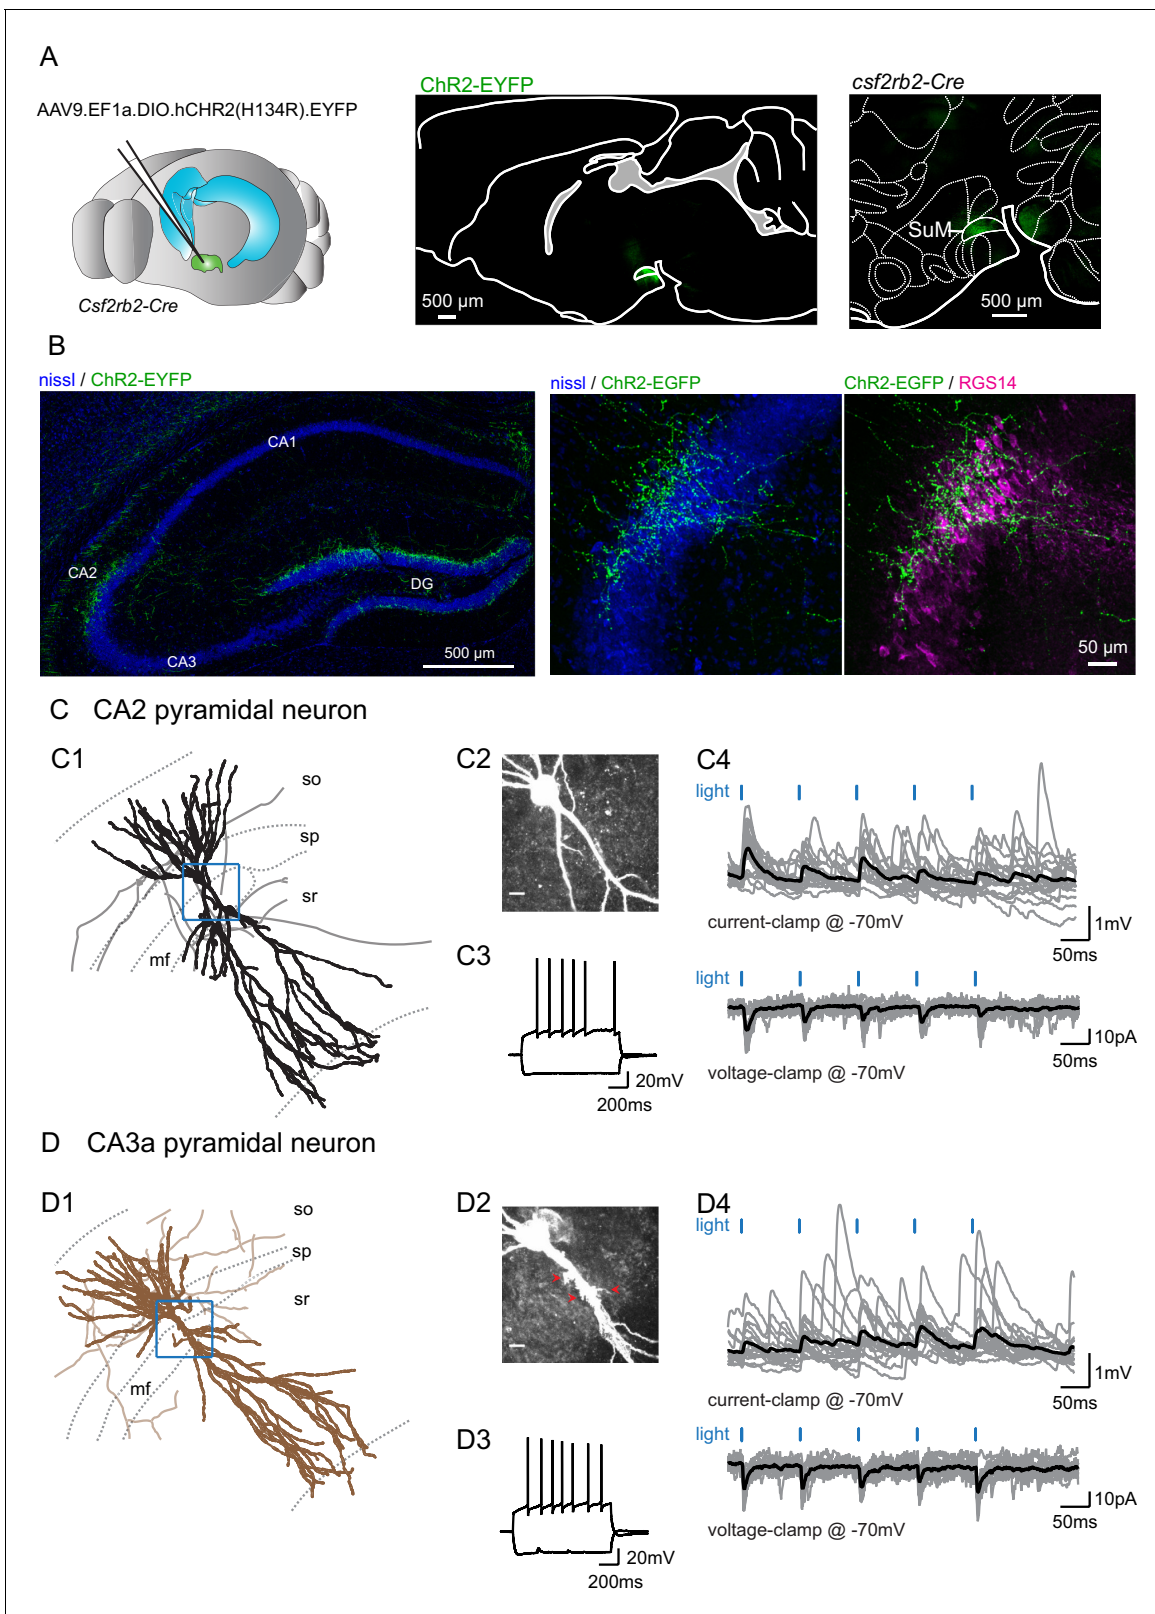 A
AAV9.EF1a.DIO.hCHR2(H134R).EYFP
Csf2rb2-Cre
ChR2-EYFP
500 µm
csf2rb2-Cre
SuM
500 µm
B
nissl / ChR2-EYFP
CA1
CA2
DG
CA3
500 µm
nissl / ChR2-EGFP
ChR2-EGFP / RGS14
50 µm
C CA2 pyramidal neuron
C1
so
sp
sr
mf
C2
C3
20mV
200ms
C4
light
current-clamp @ -70mV
1mV
50ms
light
10pA
50ms
voltage-clamp @ -70mV
D CA3a pyramidal neuron
D1
so
sp
sr
mf
D2
D3
20mV
200ms
D4
light
1mV
current-clamp @ -70mV
50ms
light
10pA
voltage-clamp @ -70mV
50ms